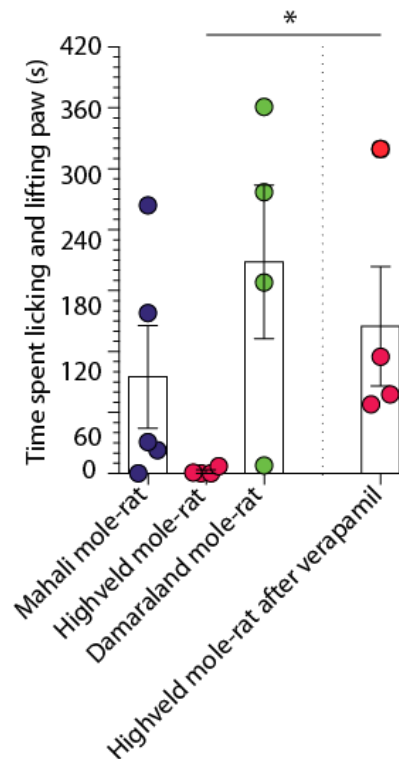 *
Time spent licking and lifting paw (s)
420
360
300
240
180
120
60
0
Mahali mole-rat
Highveld mole-rat
Damaraland mole-rat
Highveld mole-rat after verapamil